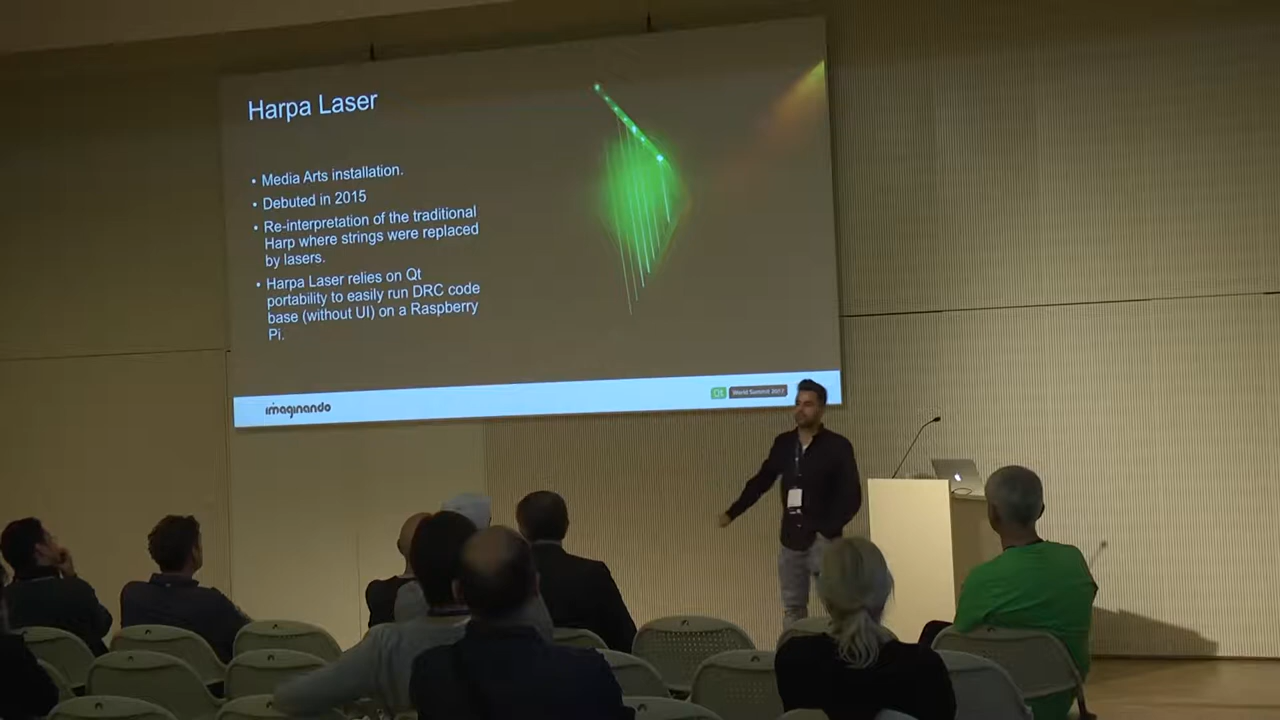 Harpa Laser
• Media Arts installation.
• Debuted in 2015
• Re-interpretation of the traditional
Harp where strings were replaced
by lasers.
• Harpa Laser relies on Qt
portability to easily run DRC code
base (without UI) on a Raspberry
Pi.
imaginando
Qt World Summit 2017